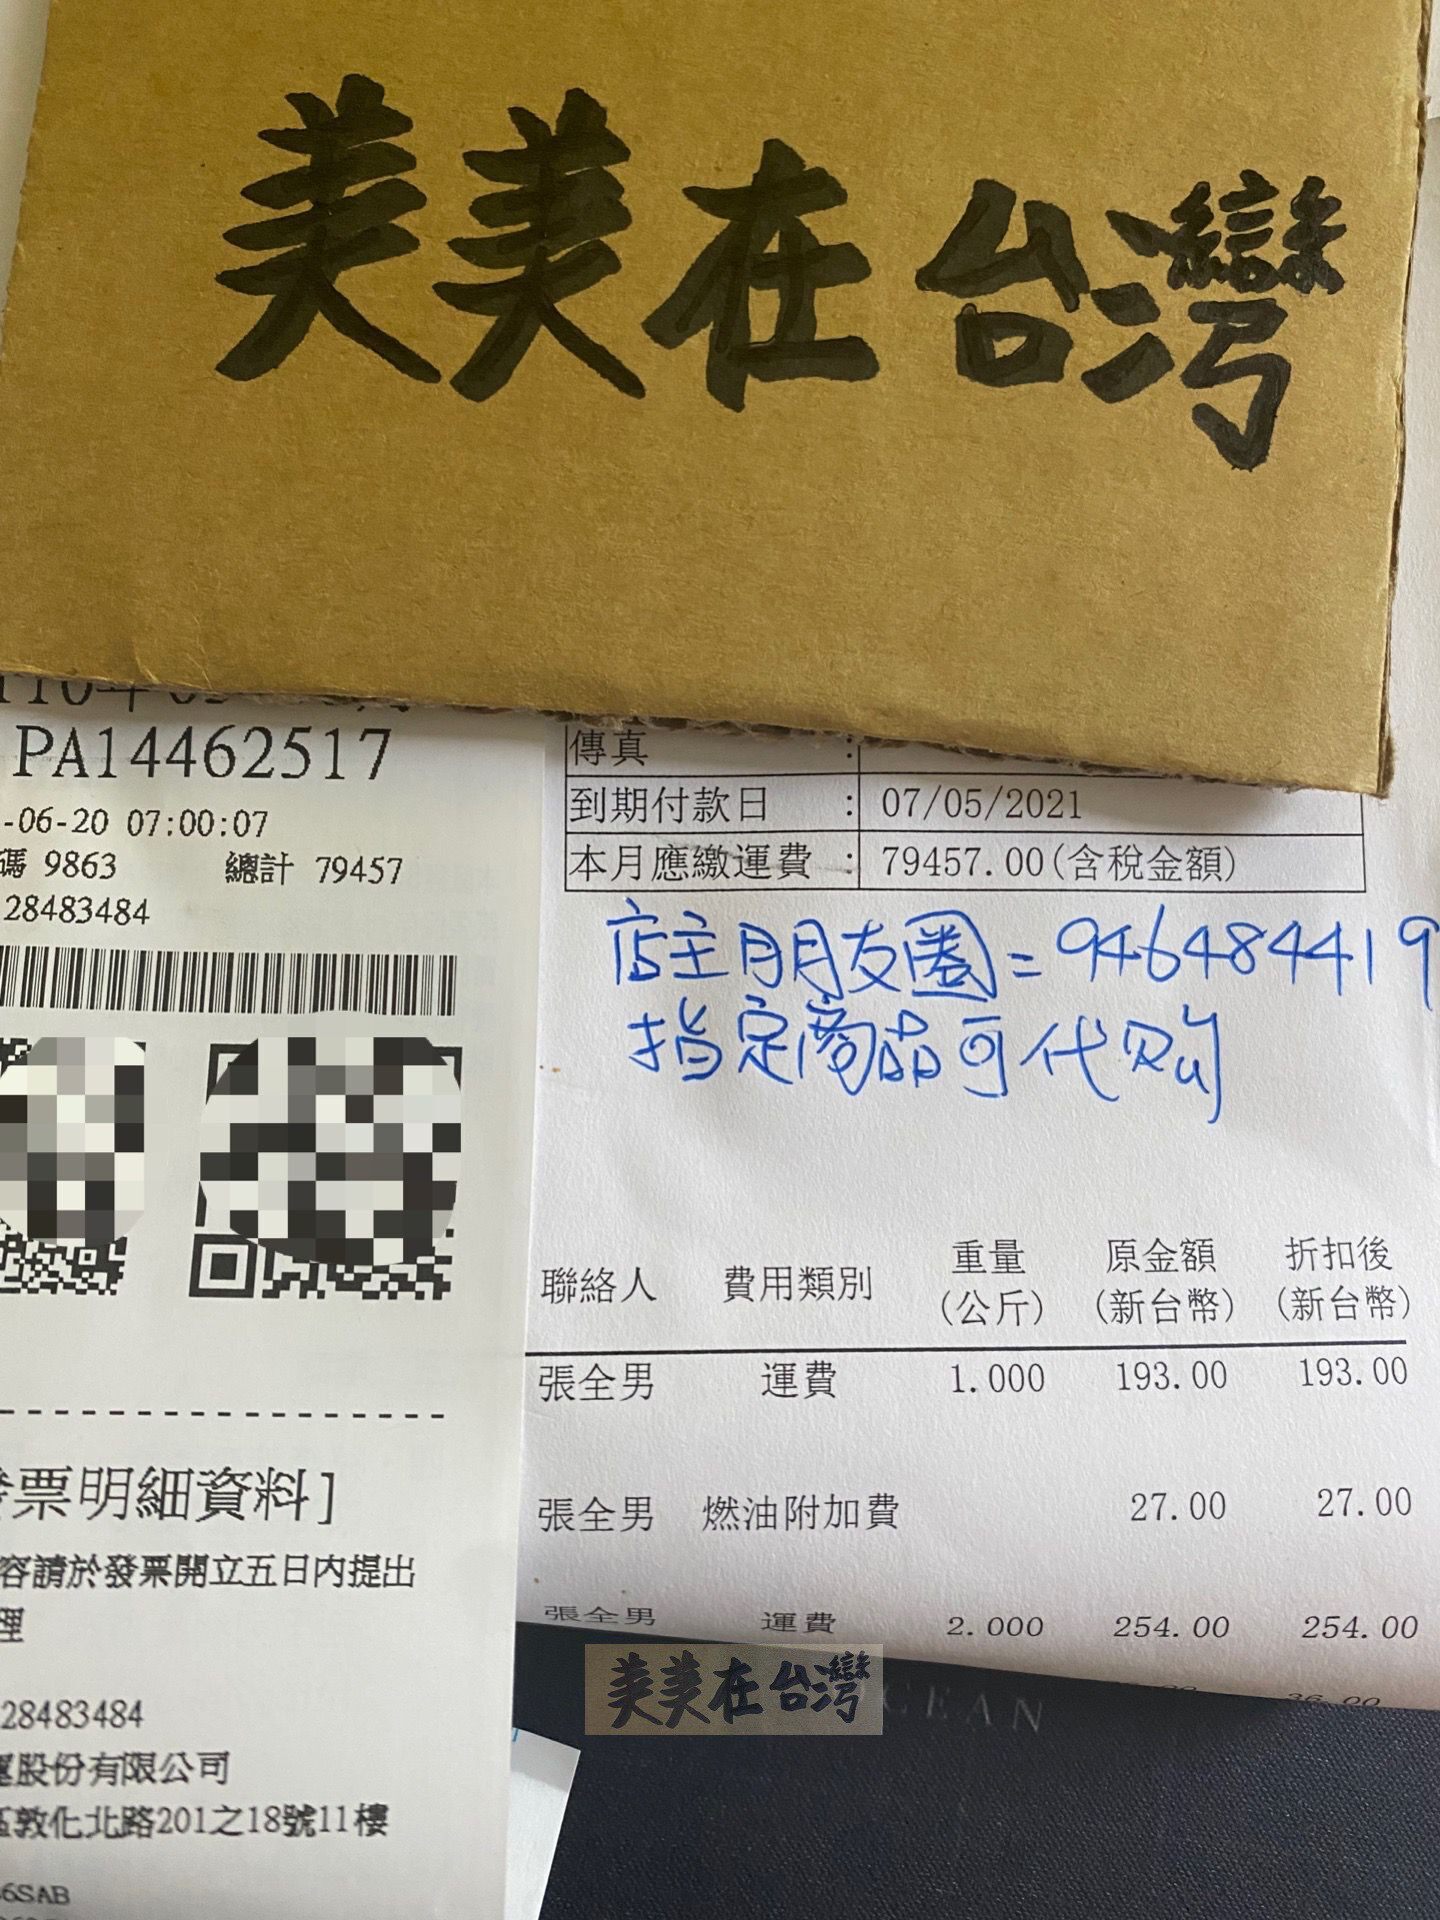 美美在台灣
PA14462517
-06-20 07:00:07
碼 9863 總計 79457
28483484
傳真 :
到期付款日 : 07/05/2021
本月應繳運費 : 79457.00(含稅金額)
店主朋友圈=946484419
指定商品可代购
聯絡人 費用類別 重量(公斤) 原金額(新台幣) 折扣後(新台幣)
張全男 運費 1.000 193.00 193.00
張全男 燃油附加費 27.00 27.00
張全男 運費 2.000 254.00 254.00
36.00
票明細資料]
容請於發票開立五日內提出
理
28483484
股份有限公司
敦化北路201之18號11樓
6SAB
美美在台灣
CEAN